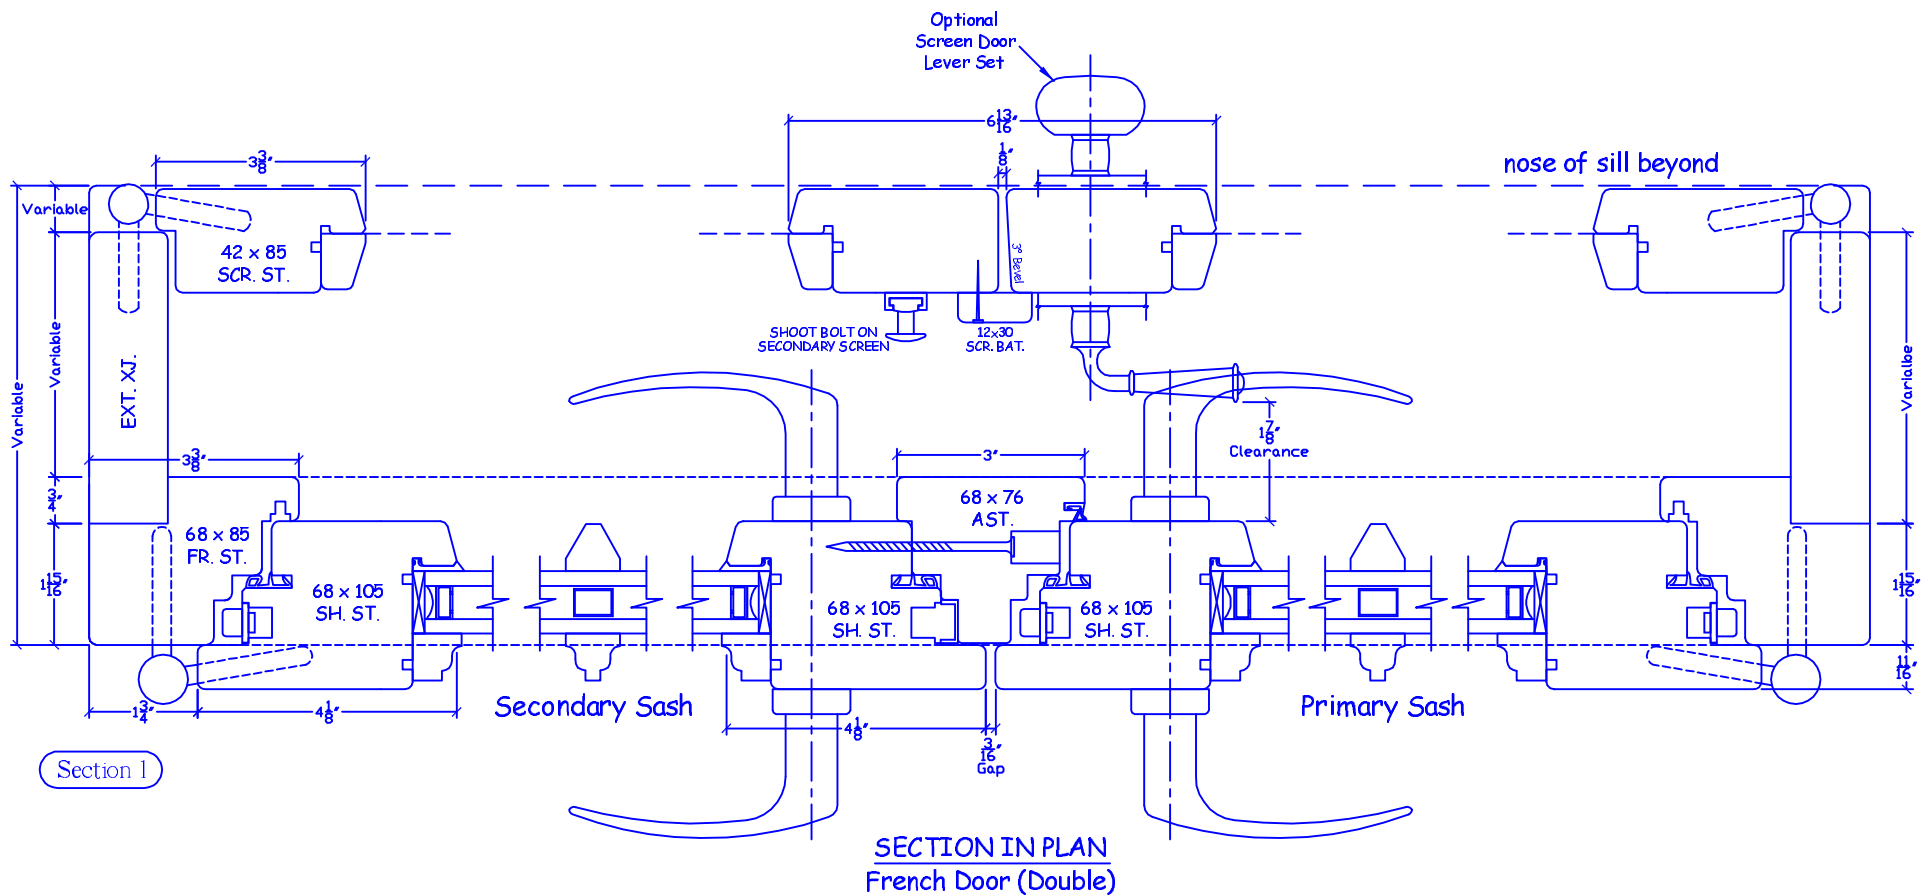 Optional
Screen Door
Lever Set
6 13/16"
1/8"
3 3/8"
nose of sill beyond
Variable
42 x 85
SCR. ST.
3° Bevel
SHOOT BOLT ON
SECONDARY SCREEN
12x30
SCR. BAT.
Variable
Variable
EXT. XJ.
Variable
1 7/8"
Clearance
3 3/8"
3"
3/4"
68 x 76
AST.
68 x 85
FR. ST.
1 15/16"
68 x 105
SH. ST.
68 x 105
SH. ST.
68 x 105
SH. ST.
1 15/16"
11/16"
Secondary Sash
Primary Sash
1 3/4"
4 1/8"
4 1/8"
3/16"
Gap
Section 1
SECTION IN PLAN
French Door (Double)